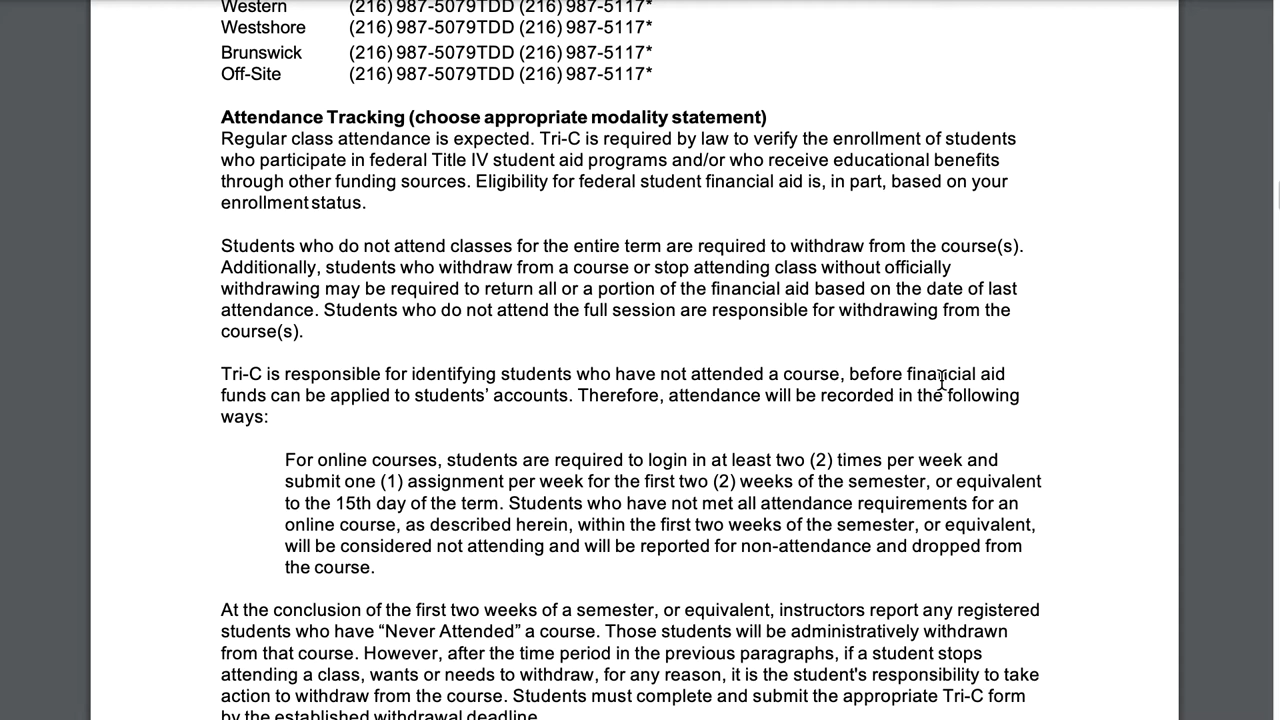 Western (216) 987-5079TDD (216) 987-5117*
Westshore (216) 987-5079TDD (216) 987-5117*
Brunswick (216) 987-5079TDD (216) 987-5117*
Off-Site (216) 987-5079TDD (216) 987-5117*
Attendance Tracking (choose appropriate modality statement)
Regular class attendance is expected. Tri-C is required by law to verify the enrollment of students
who participate in federal Title IV student aid programs and/or who receive educational benefits
through other funding sources. Eligibility for federal student financial aid is, in part, based on your
enrollment status.
Students who do not attend classes for the entire term are required to withdraw from the course(s).
Additionally, students who withdraw from a course or stop attending class without officially
withdrawing may be required to return all or a portion of the financial aid based on the date of last
attendance. Students who do not attend the full session are responsible for withdrawing from the
course(s).
Tri-C is responsible for identifying students who have not attended a course, before financial aid
funds can be applied to students’ accounts. Therefore, attendance will be recorded in the following
ways:
For online courses, students are required to login in at least two (2) times per week and
submit one (1) assignment per week for the first two (2) weeks of the semester, or equivalent
to the 15th day of the term. Students who have not met all attendance requirements for an
online course, as described herein, within the first two weeks of the semester, or equivalent,
will be considered not attending and will be reported for non-attendance and dropped from
the course.
At the conclusion of the first two weeks of a semester, or equivalent, instructors report any registered
students who have “Never Attended” a course. Those students will be administratively withdrawn
from that course. However, after the time period in the previous paragraphs, if a student stops
attending a class, wants or needs to withdraw, for any reason, it is the student's responsibility to take
action to withdraw from the course. Students must complete and submit the appropriate Tri-C form
by the established withdrawal deadline.